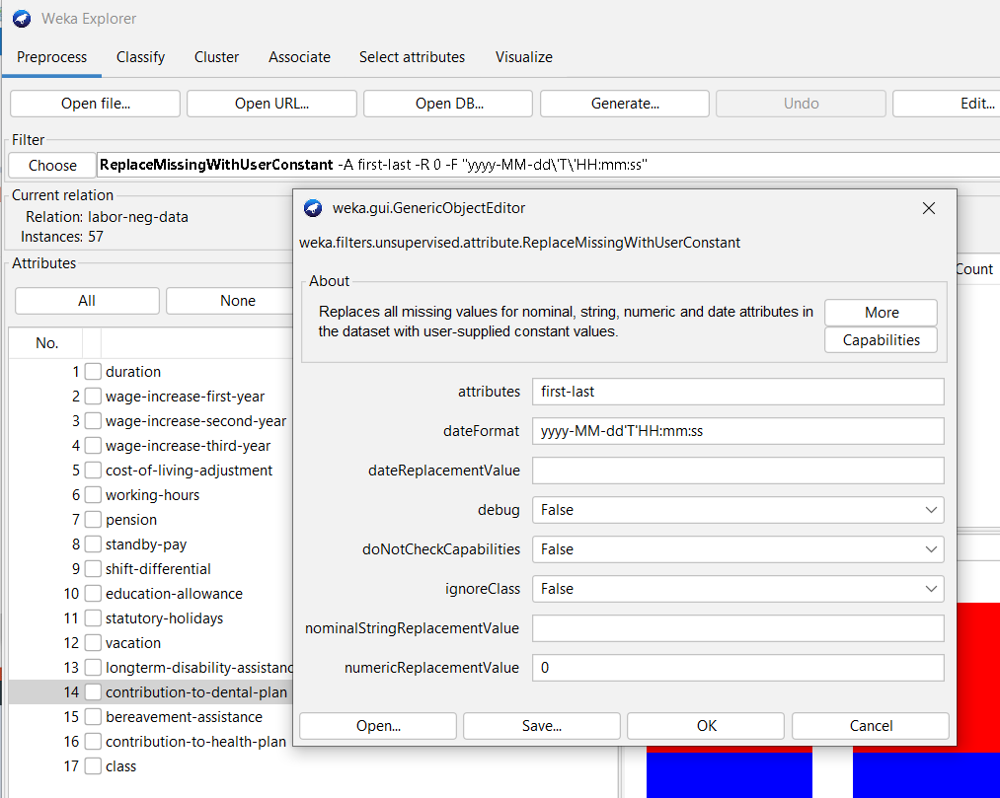 Weka Explorer
Preprocess Classify Cluster Associate Select attributes Visualize
Open file... Open URL... Open DB... Generate... Undo Edit...
Filter
Choose ReplaceMissingWithUserConstant -A first-last -R 0 -F "yyyy-MM-dd\'T\'HH:mm:ss"
Current relation
Relation: labor-neg-data
Instances: 57
Attributes
All None
No.
1 duration
2 wage-increase-first-year
3 wage-increase-second-year
4 wage-increase-third-year
5 cost-of-living-adjustment
6 working-hours
7 pension
8 standby-pay
9 shift-differential
10 education-allowance
11 statutory-holidays
12 vacation
13 longterm-disability-assistanc
14 contribution-to-dental-plan
15 bereavement-assistance
16 contribution-to-health-plan
17 class
Count
weka.gui.GenericObjectEditor
weka.filters.unsupervised.attribute.ReplaceMissingWithUserConstant
About
Replaces all missing values for nominal, string, numeric and date attributes in
the dataset with user-supplied constant values.
More
Capabilities
attributes first-last
dateFormat yyyy-MM-dd'T'HH:mm:ss
dateReplacementValue
debug False
doNotCheckCapabilities False
ignoreClass False
nominalStringReplacementValue
numericReplacementValue 0
Open... Save... OK Cancel